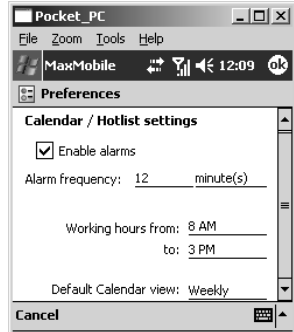 Pocket_PC
File Zoom Tools Help
MaxMobile 12:09 ok
Preferences
Calendar / Hotlist settings
Enable alarms
Alarm frequency: 12 minute(s)
Working hours from: 8 AM
to: 3 PM
Default Calendar view: Weekly
Cancel